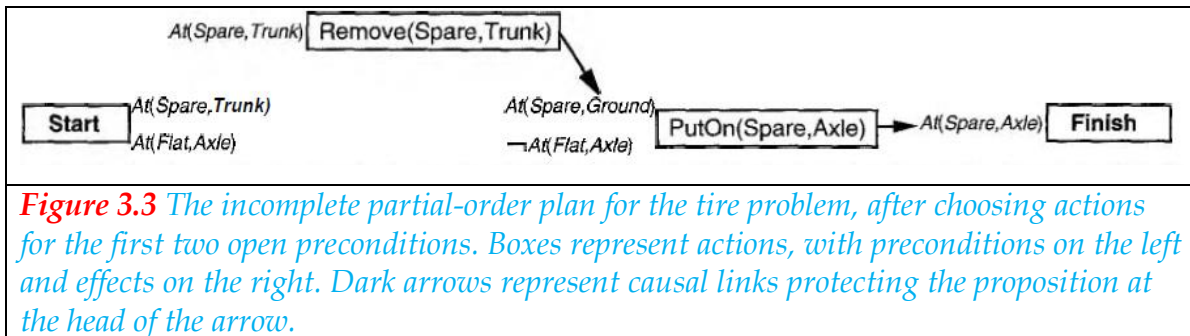 At(Spare,Trunk) Remove(Spare,Trunk)
Start At(Spare,Trunk) At(Spare,Ground)
At(Flat,Axle) ¬At(Flat,Axle) PutOn(Spare,Axle) At(Spare,Axle) Finish
Figure 3.3 The incomplete partial-order plan for the tire problem, after choosing actions
for the first two open preconditions. Boxes represent actions, with preconditions on the left
and effects on the right. Dark arrows represent causal links protecting the proposition at
the head of the arrow.